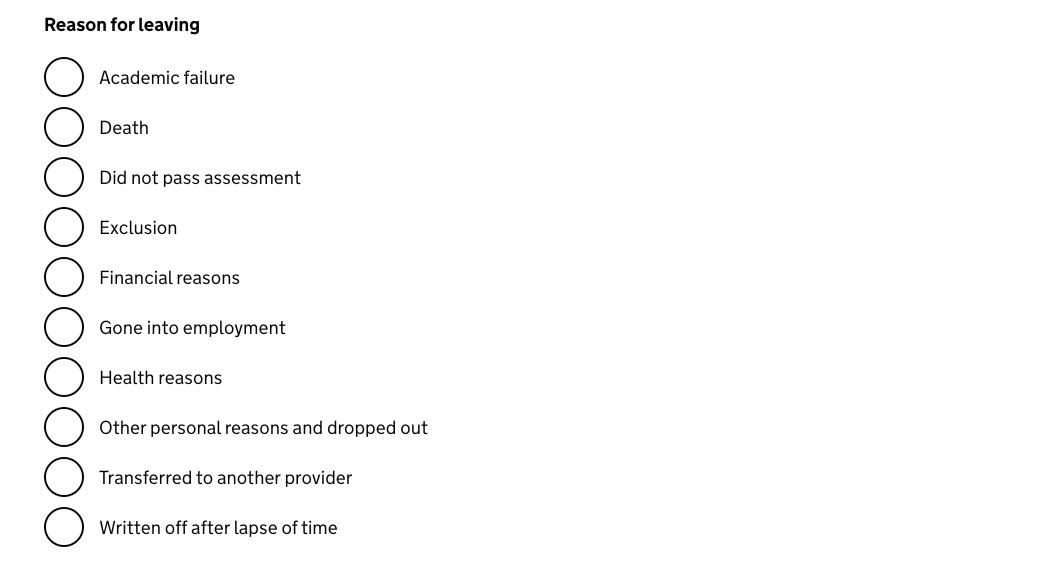 Reason for leaving
Academic failure
Death
Did not pass assessment
Exclusion
Financial reasons
Gone into employment
Health reasons
Other personal reasons and dropped out
Transferred to another provider
Written off after lapse of time